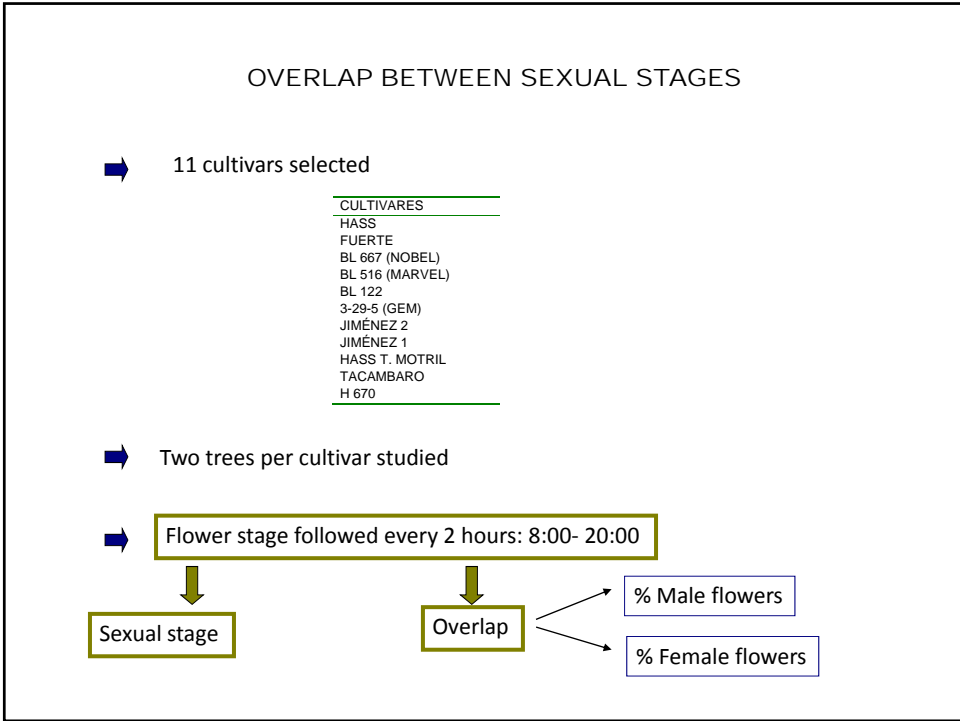 OVERLAP BETWEEN SEXUAL STAGES
11 cultivars selected
CULTIVARES
HASS
FUERTE
BL 667 (NOBEL)
BL 516 (MARVEL)
BL 122
3-29-5 (GEM)
JIMÉNEZ 2
JIMÉNEZ 1
HASS T. MOTRIL
TACAMBARO
H 670
Two trees per cultivar studied
Flower stage followed every 2 hours: 8:00- 20:00
Sexual stage
Overlap
% Male flowers
% Female flowers